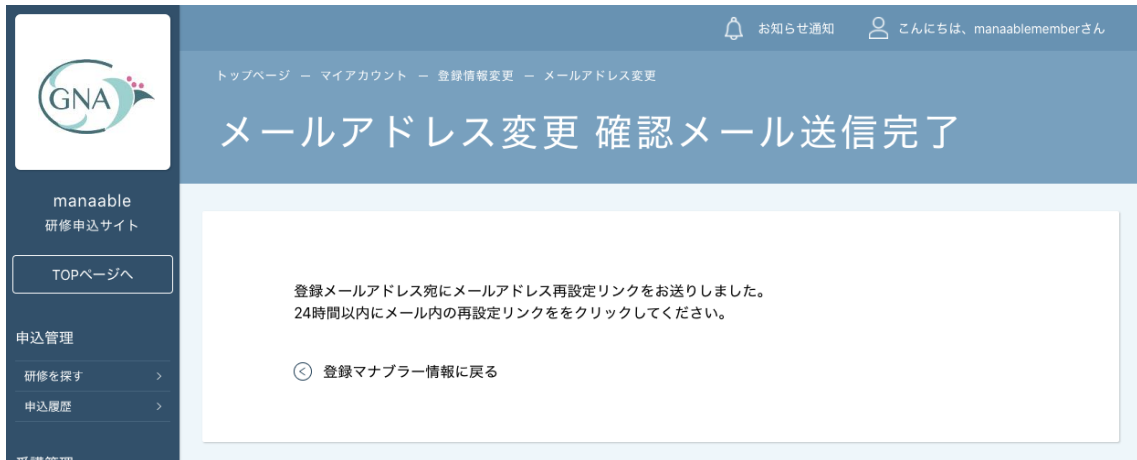 お知らせ通知
こんにちは、manaablememberさん
GNA
トップページ － マイアカウント － 登録情報変更 － メールアドレス変更
メールアドレス変更 確認メール送信完了
manaable
研修申込サイト
TOPページへ
登録メールアドレス宛にメールアドレス再設定リンクをお送りしました。
24時間以内にメール内の再設定リンクををクリックしてください。
登録マナブラー情報に戻る
申込管理
研修を探す
申込履歴